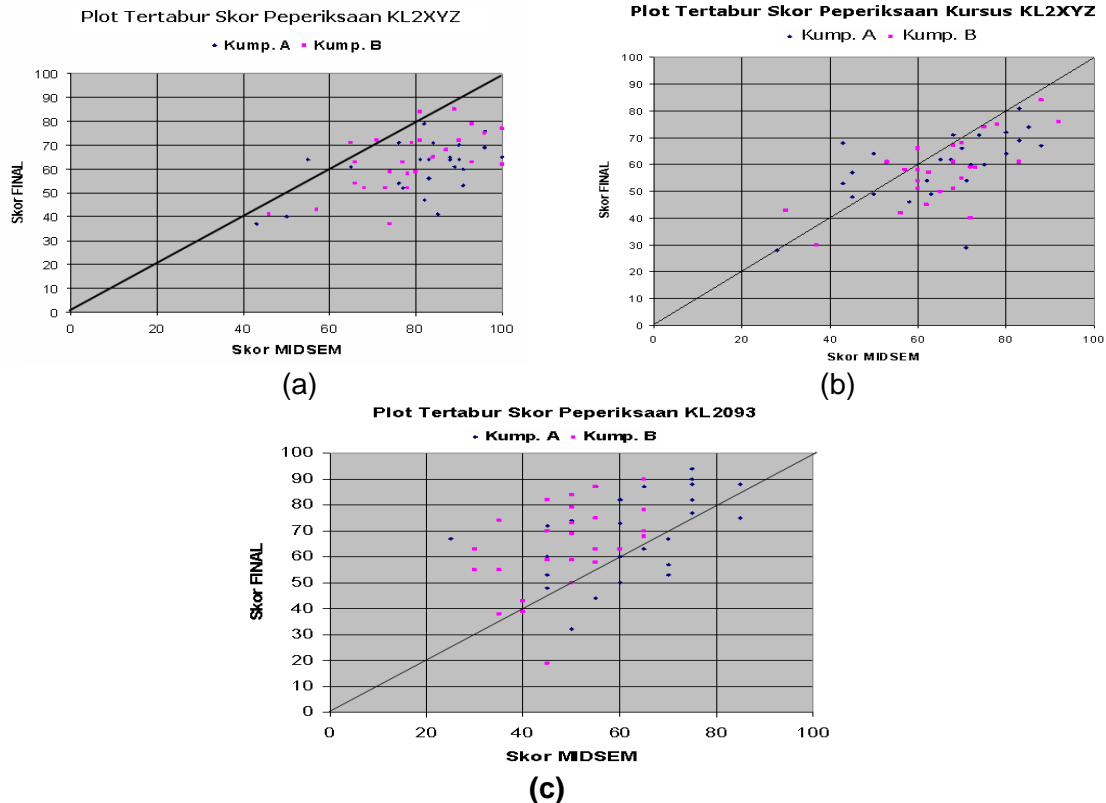 Plot Tertabur Skor Peperiksaan KL2XYZ
Kump. A Kump. B
100
90
80
70
60
50
40
30
20
10
0
Skor FINAL
0 20 40 60 80 100
Skor MIDSEM
(a)
Plot Tertabur Skor Peperiksaan Kursus KL2XYZ
Kump. A Kump. B
100
90
80
70
60
50
40
30
20
10
0
Skor FINAL
0 20 40 60 80 100
Skor MIDSEM
(b)
Plot Tertabur Skor Peperiksaan KL2093
Kump. A Kump. B
100
90
80
70
60
50
40
30
20
10
0
Skor FINAL
0 20 40 60 80 100
Skor MIDSEM
(c)